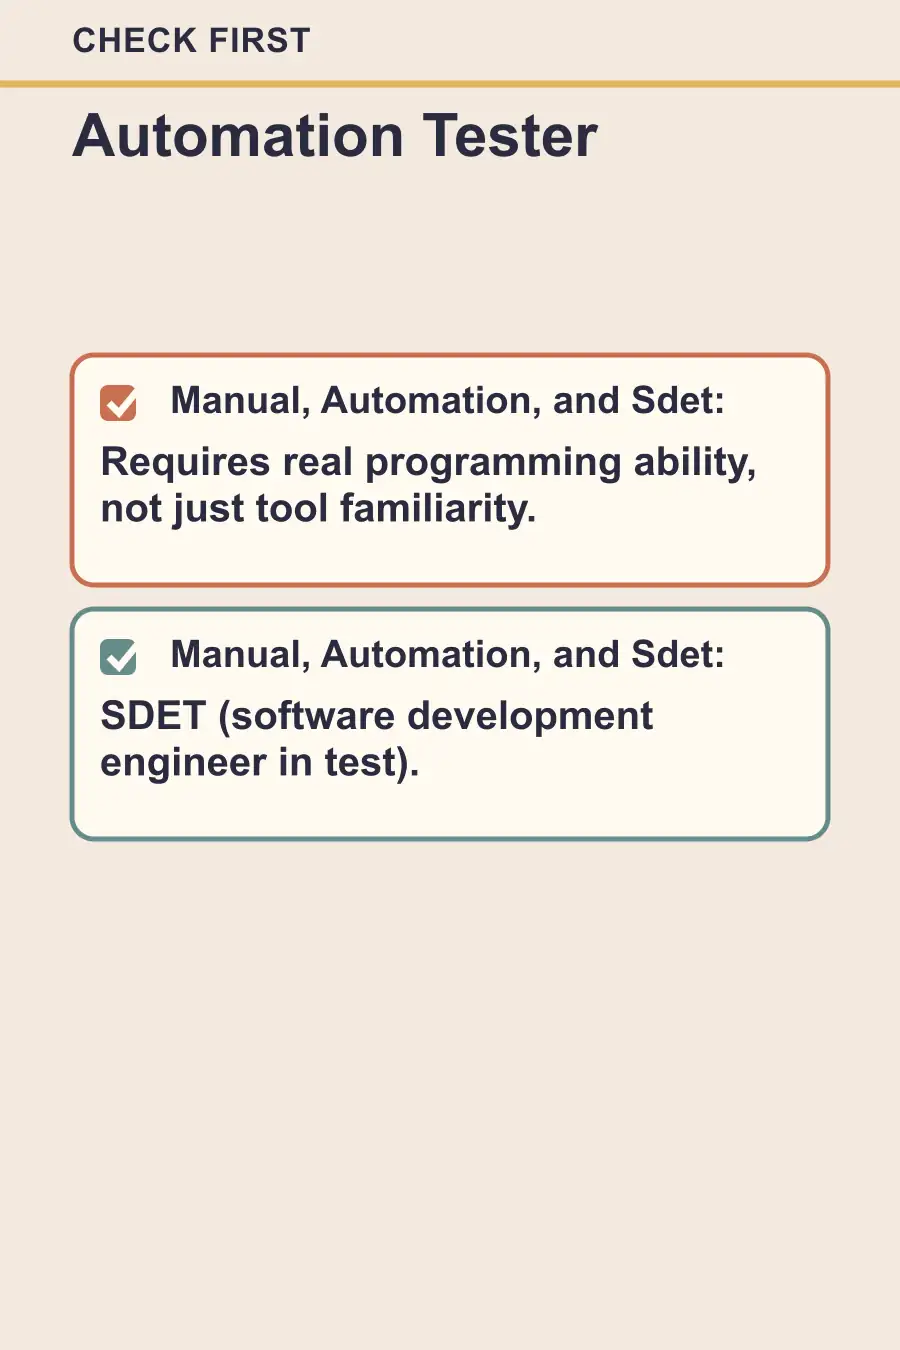 CHECK FIRST
Automation Tester
Manual, Automation, and Sdet:
Requires real programming ability,
not just tool familiarity.
Manual, Automation, and Sdet:
SDET (software development
engineer in test).